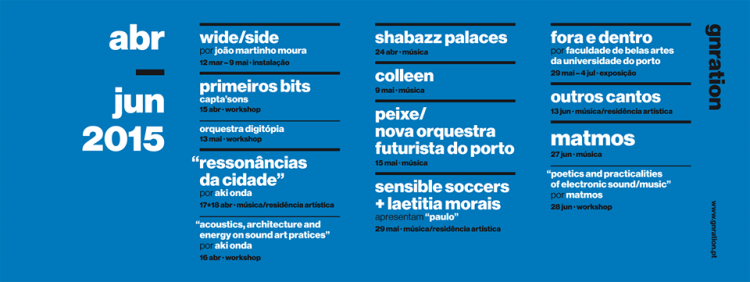 abr
jun
2015
wide/side
por joão martinho moura
12 mar – 9 mai · instalação
primeiros bits
capta'sons
15 abr · workshop
orquestra digitópia
13 mai · workshop
“ressonâncias
da cidade”
por aki onda
17+18 abr · música/residência artística
“acoustics, architecture and
energy on sound art pratices”
por aki onda
16 abr · workshop
shabazz palaces
24 abr · música
colleen
9 mai · música
peixe/
nova orquestra
futurista do porto
15 mai · música
sensible soccers
+ laetitia morais
apresentam “paulo”
29 mai · música/residência artística
fora e dentro
por faculdade de belas artes
da universidade do porto
29 mai – 4 jul · exposição
outros cantos
13 jun · música/residência artística
matmos
27 jun · música
“poetics and practicalities
of electronic sound/music”
por matmos
28 jun · workshop
gnration
www.gnration.pt